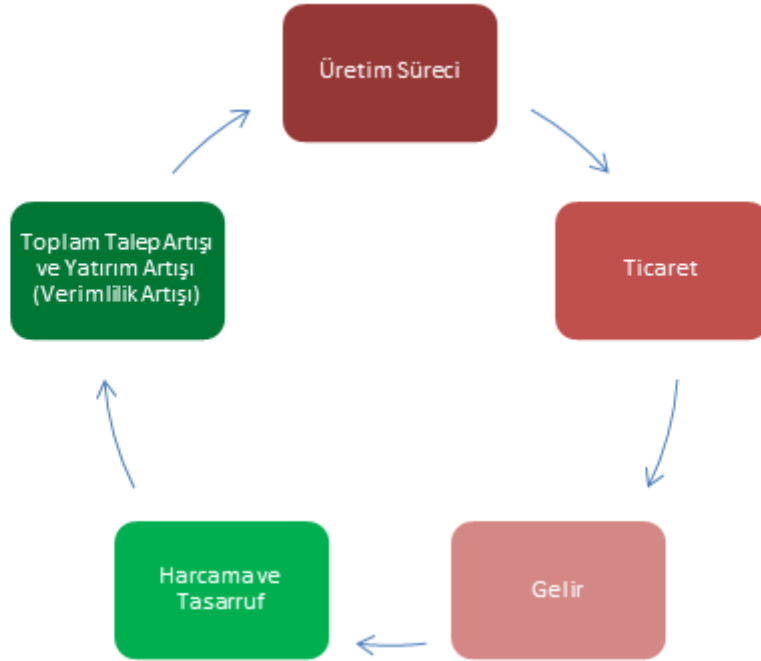 Üretim Süreci
Ticaret
Gelir
Harcama ve
Tasarruf
Toplam Talep Artışı
ve Yatırım Artışı
(Verimlilik Artışı)